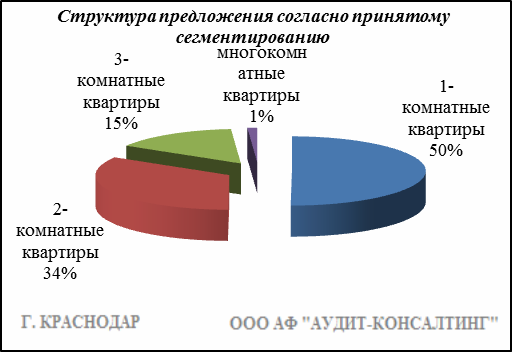 Структура предложения согласно принятому
сегментированию
многокомн
атные
квартиры
1%
3-
комнатные
квартиры
15%
1-
комнатные
квартиры
50%
2-
комнатные
квартиры
34%
Г. КРАСНОДАР
ООО АФ "АУДИТ-КОНСАЛТИНГ"